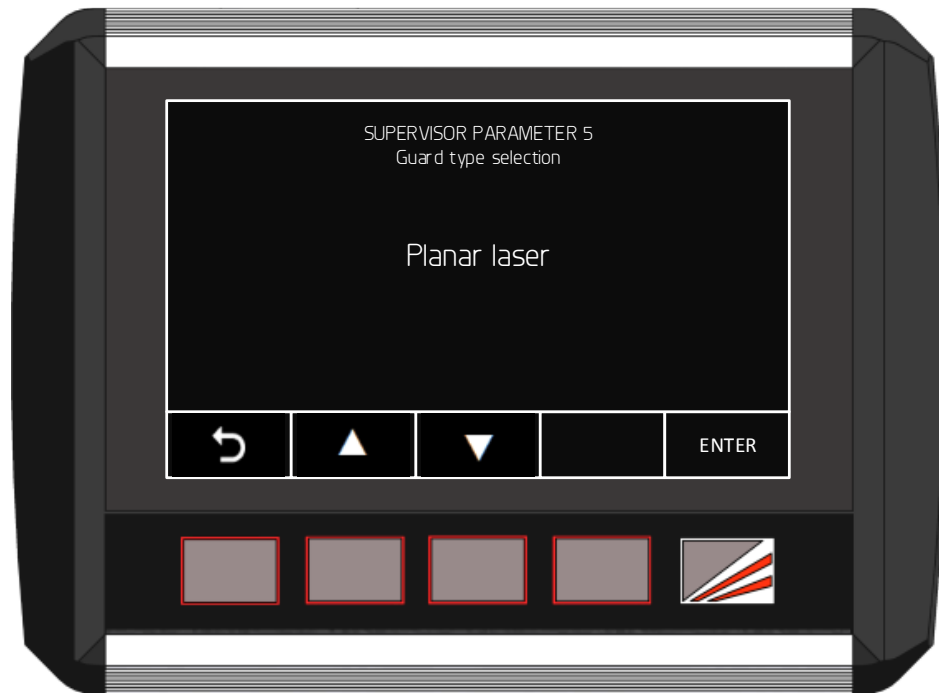 SUPERVISOR PARAMETER 5
Guard type selection
Planar laser
ENTER